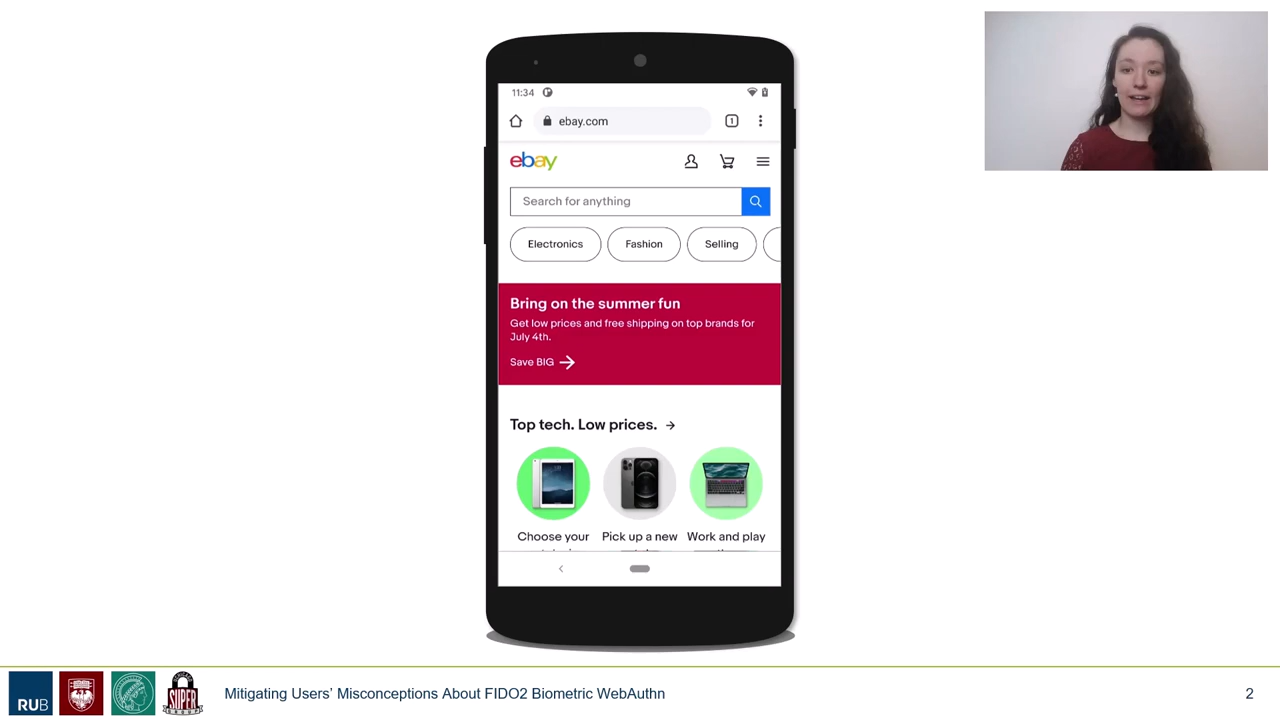 11:34
ebay.com
1
ebay
Search for anything
Electronics
Fashion
Selling
Bring on the summer fun
Get low prices and free shipping on top brands for
July 4th.
Save BIG
Top tech. Low prices.
Choose your
Pick up a new
Work and play
RUB
SUPER
Mitigating Users’ Misconceptions About FIDO2 Biometric WebAuthn
2